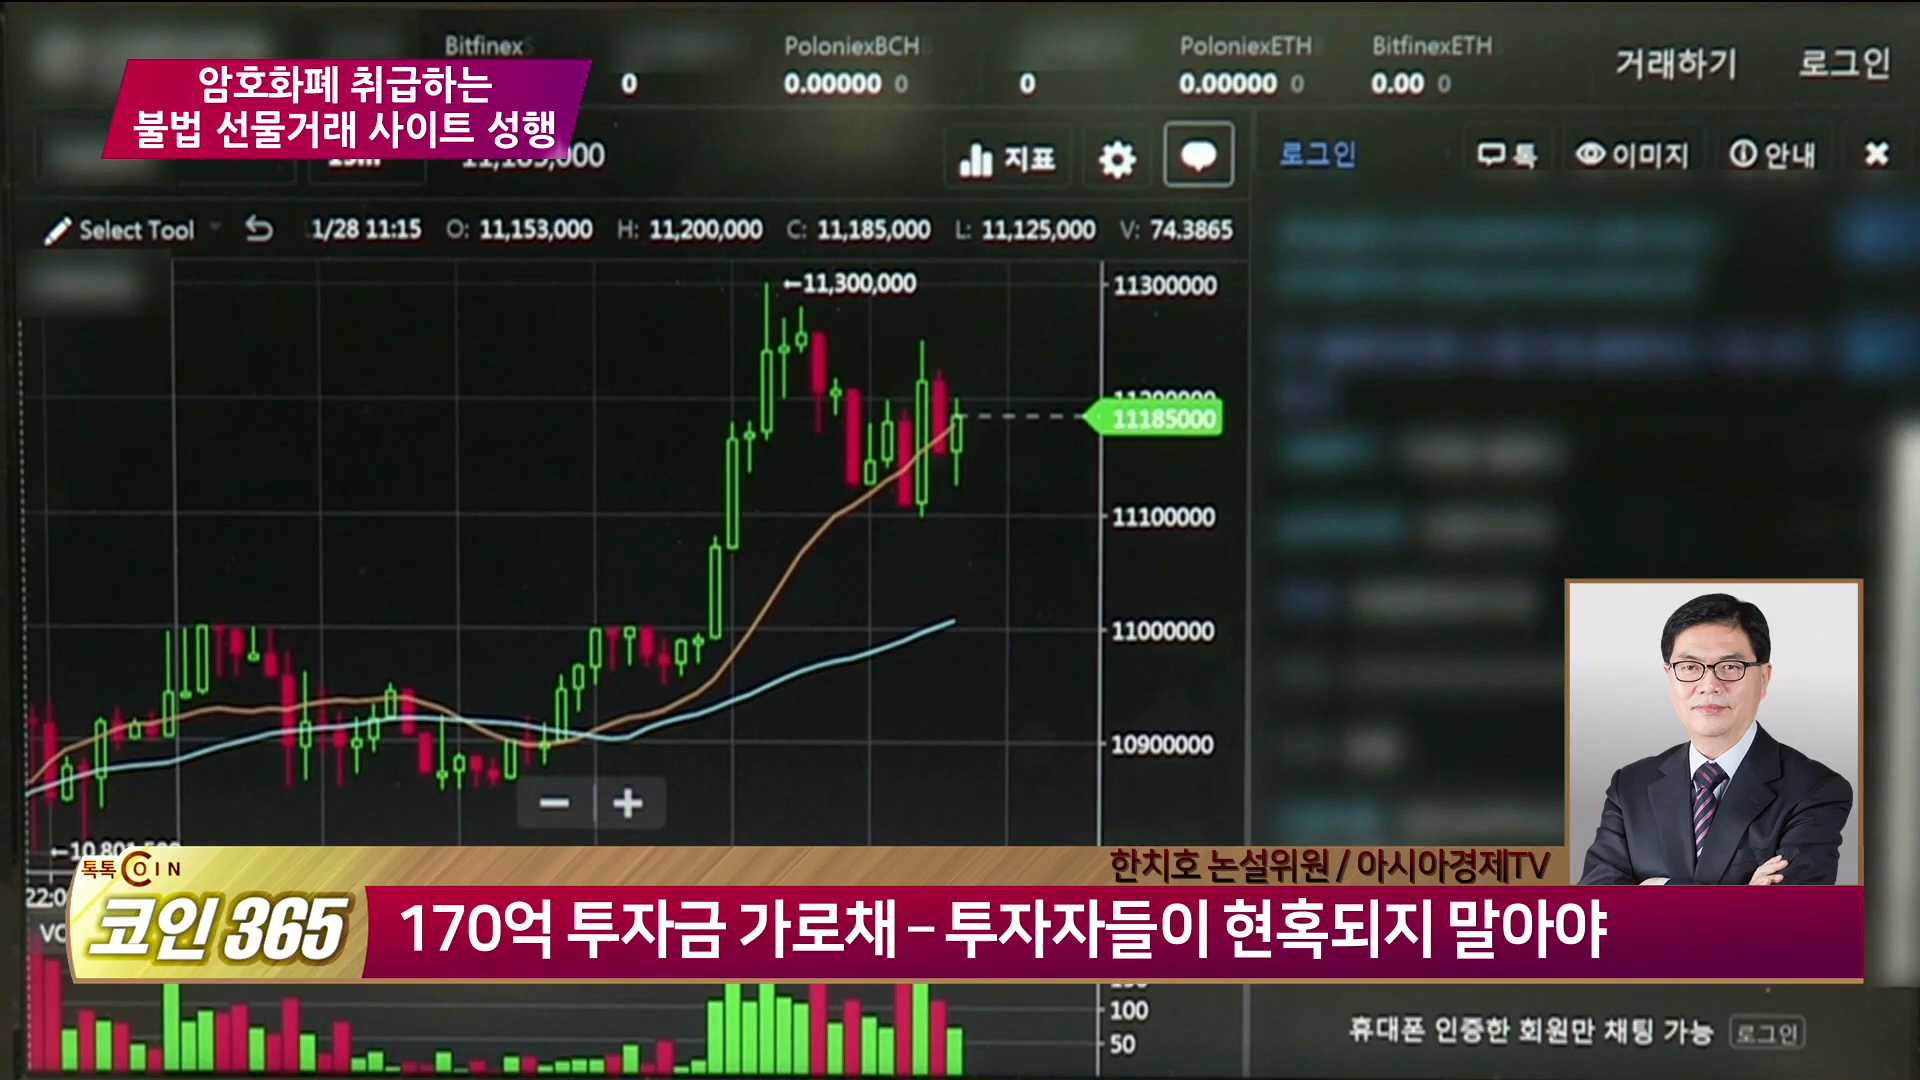 Bitfinex
PoloniexBCH
PoloniexETH
BitfinexETH
거래하기
로그인
0
0.00000 0
0
0.00000 0
0.00 0
암호화폐 취급하는
불법 선물거래 사이트 성행
지표
로그인
톡
이미지
안내
Select Tool
1/28 11:15
O: 11,153,000
H: 11,200,000
C: 11,185,000
L: 11,125,000
V: 74.3865
←11,300,000
11300000
11185000
11100000
11000000
10900000
톡톡 COIN
코인 365
한치호 논설위원 / 아시아경제TV
170억 투자금 가로채 – 투자자들이 현혹되지 말아야
100
50
휴대폰 인증한 회원만 채팅 가능
로그인